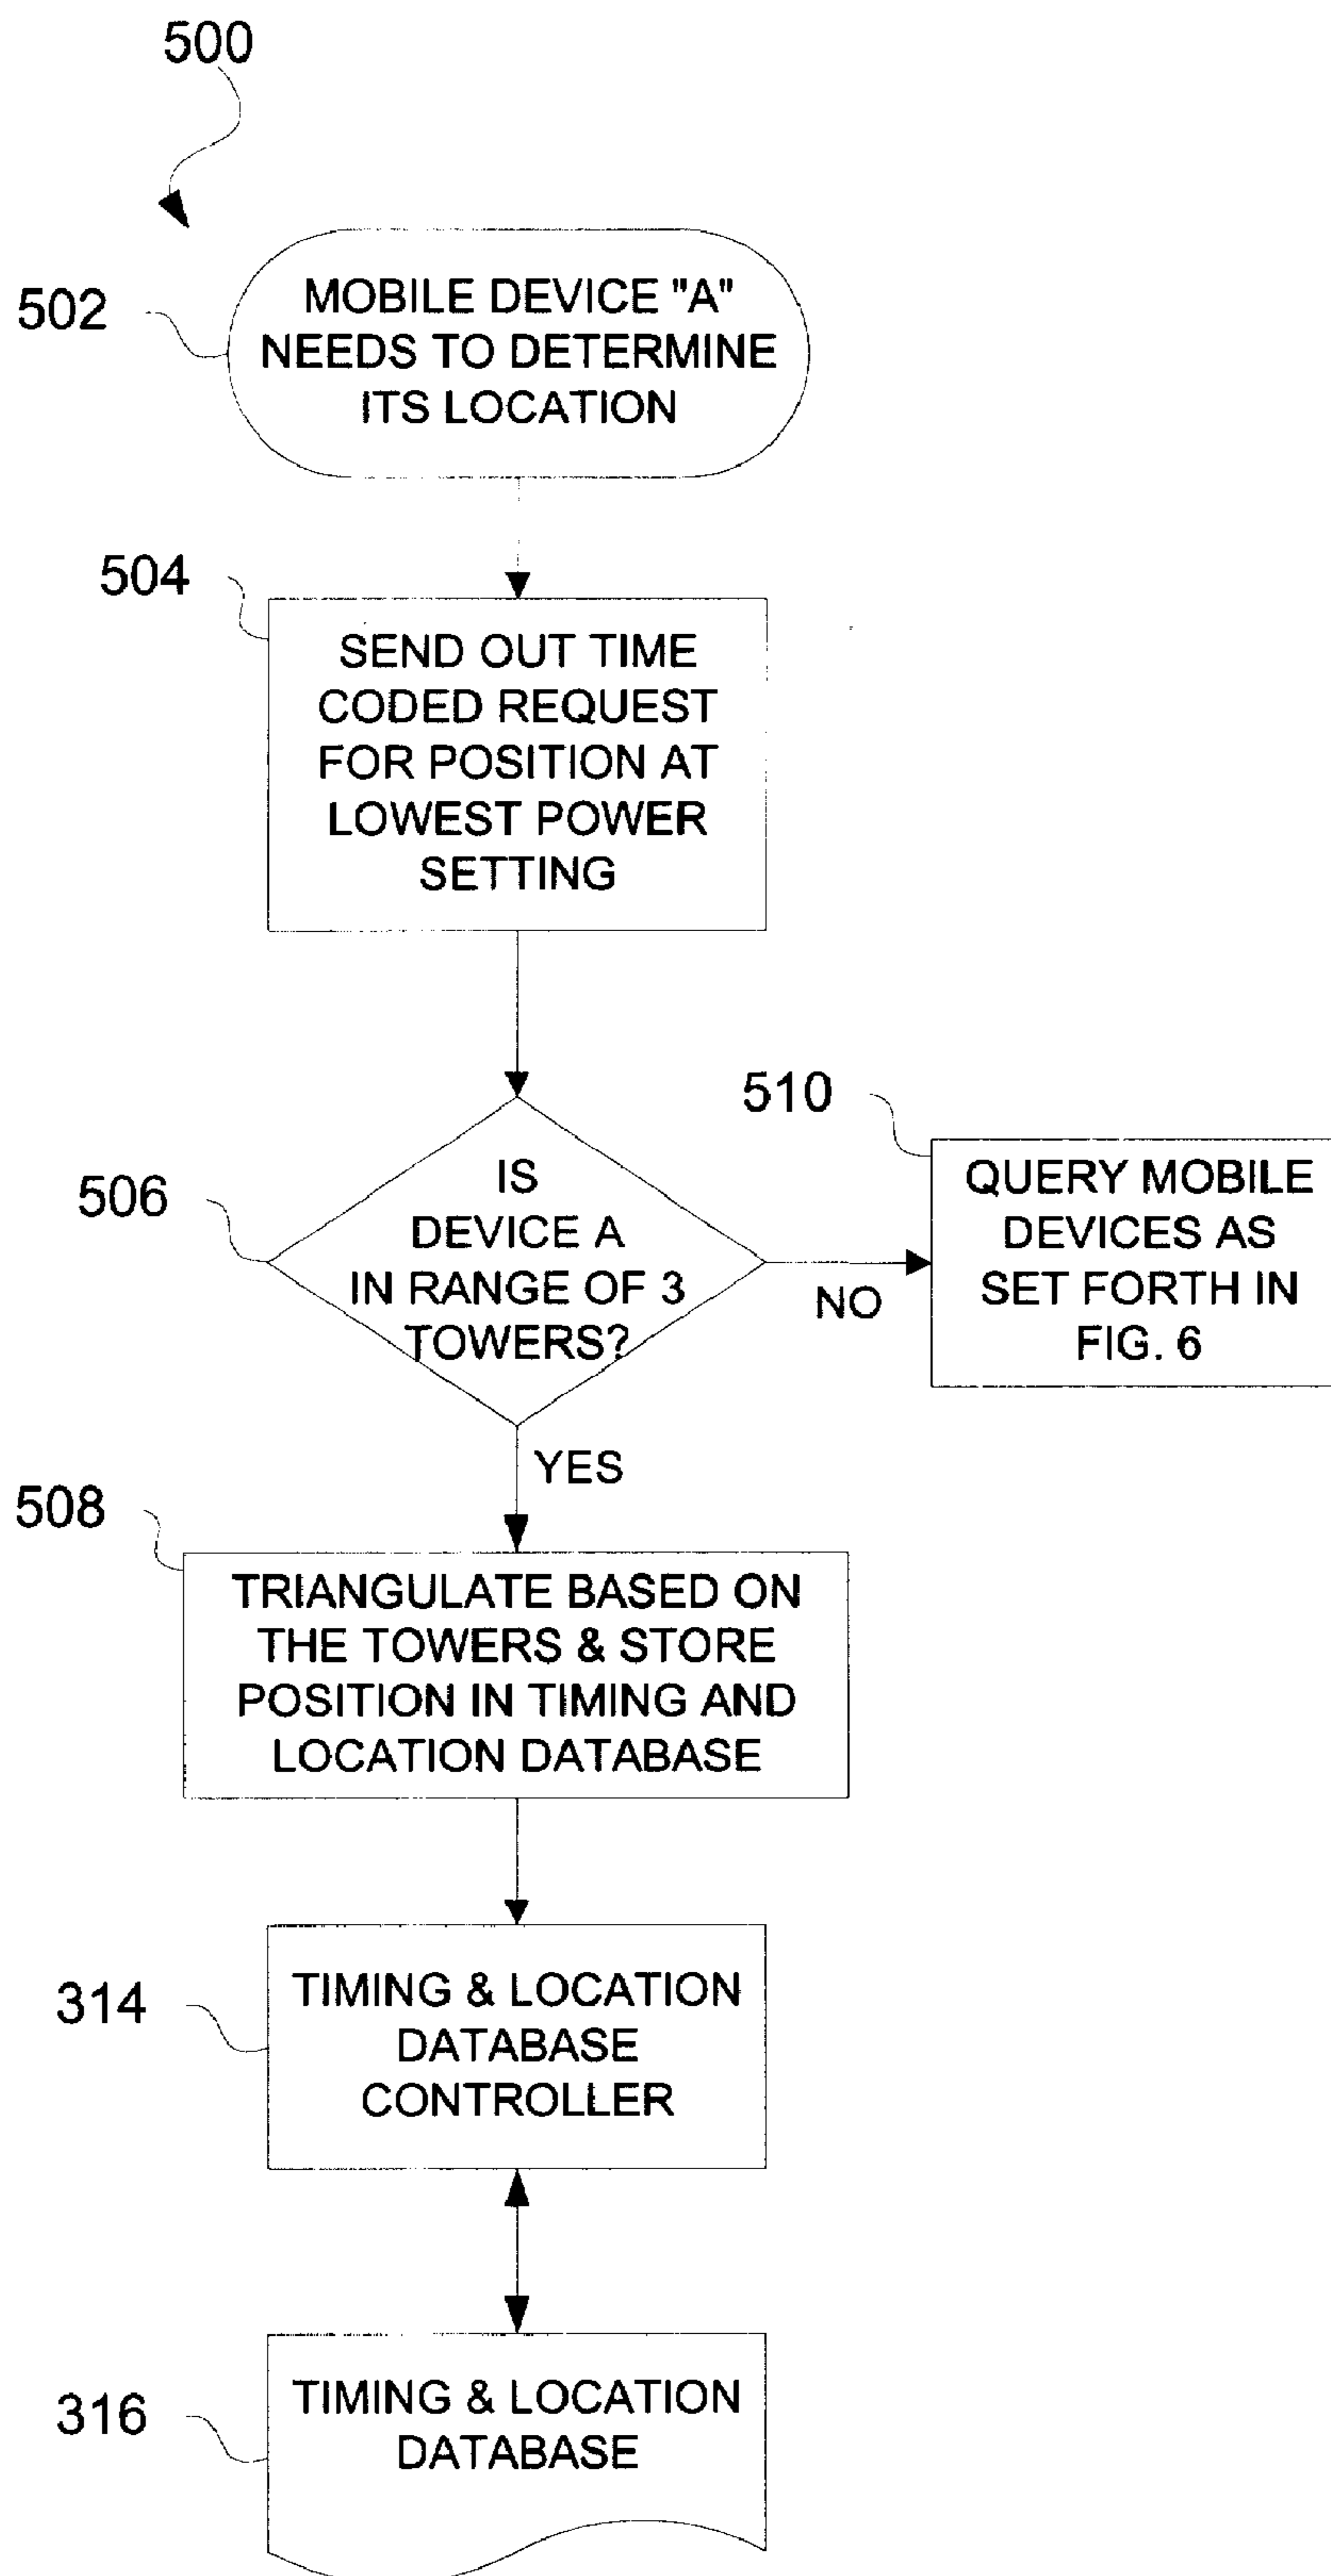 500
502
MOBILE DEVICE "A"
NEEDS TO DETERMINE
ITS LOCATION
504
SEND OUT TIME
CODED REQUEST
FOR POSITION AT
LOWEST POWER
SETTING
506
IS
DEVICE A
IN RANGE OF 3
TOWERS?
NO
510
QUERY MOBILE
DEVICES AS
SET FORTH IN
FIG. 6
YES
508
TRIANGULATE BASED ON
THE TOWERS & STORE
POSITION IN TIMING AND
LOCATION DATABASE
314
TIMING & LOCATION
DATABASE
CONTROLLER
316
TIMING & LOCATION
DATABASE